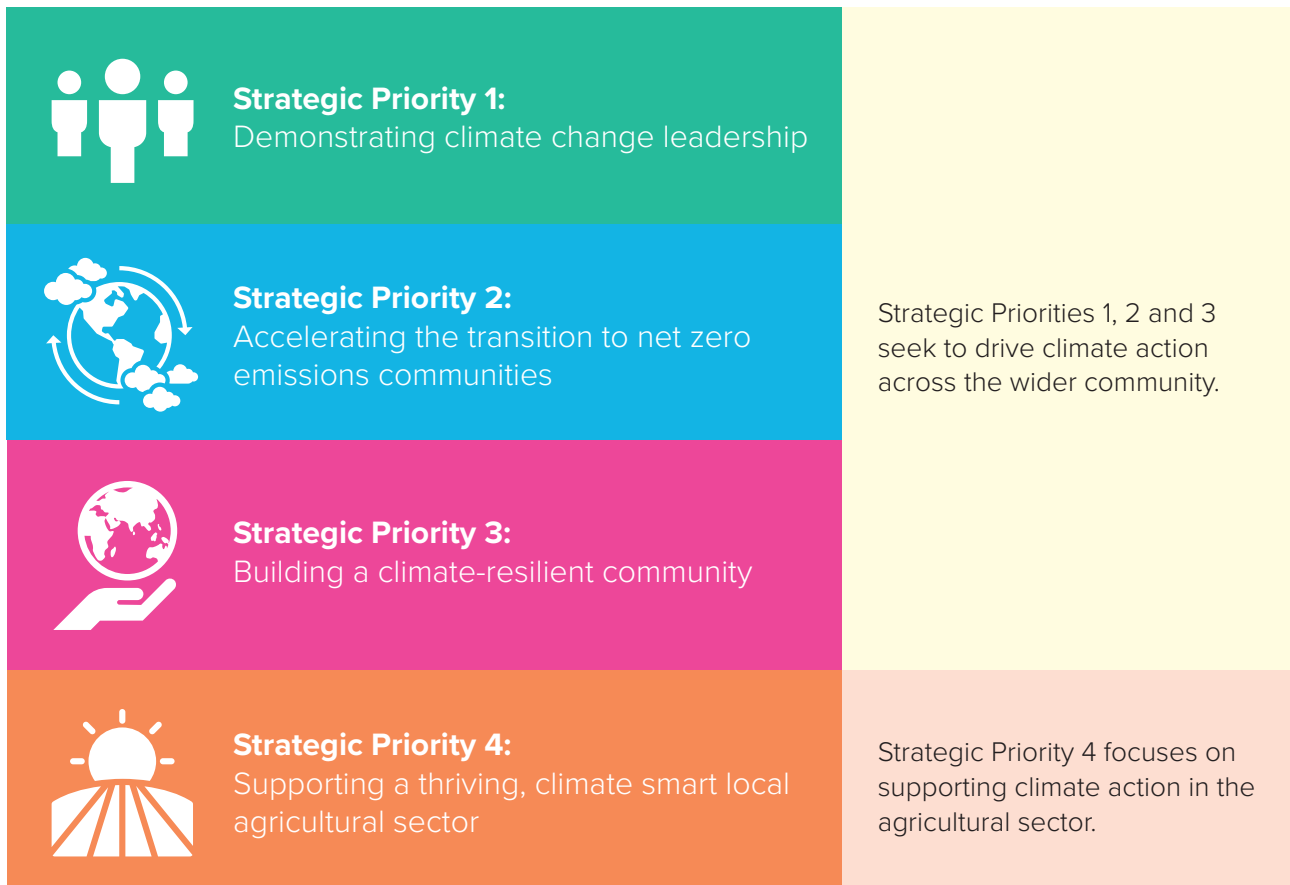 Strategic Priority 1:
Demonstrating climate change leadership
Strategic Priority 2:
Accelerating the transition to net zero
emissions communities
Strategic Priority 3:
Building a climate-resilient community
Strategic Priorities 1, 2 and 3
seek to drive climate action
across the wider community.
Strategic Priority 4:
Supporting a thriving, climate smart local
agricultural sector
Strategic Priority 4 focuses on
supporting climate action in the
agricultural sector.